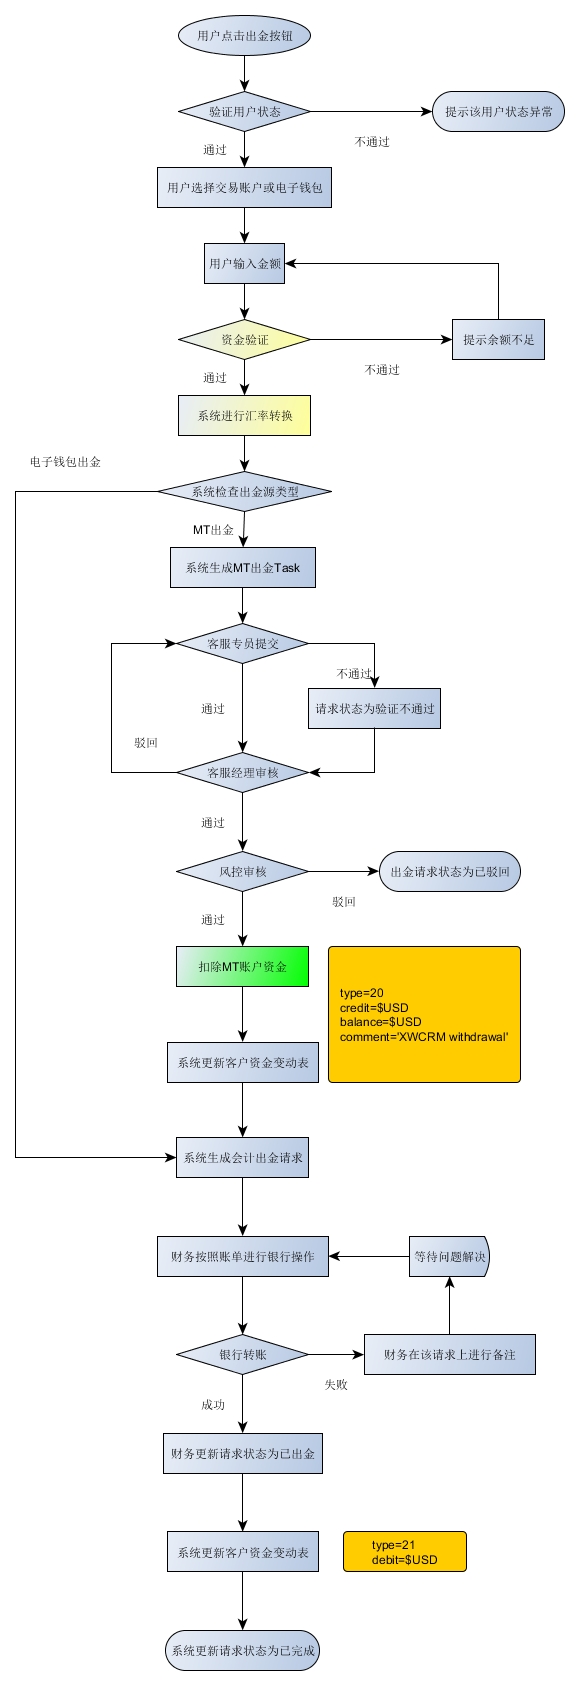 用户点击出金按钮
验证用户状态
提示该用户状态异常
不通过
通过
用户选择交易账户或电子钱包
用户输入金额
资金验证
提示余额不足
不通过
通过
系统进行汇率转换
电子钱包出金
系统检查出金源类型
MT出金
系统生成MT出金Task
客服专员提交
不通过
请求状态为验证不通过
通过
驳回
客服经理审核
通过
风控审核
出金请求状态为已驳回
驳回
通过
扣除MT账户资金
type=20
credit=$USD
balance=$USD
comment='XWCRM withdrawal'
系统更新客户资金变动表
系统生成会计出金请求
财务按照账单进行银行操作
等待问题解决
银行转账
财务在该请求上进行备注
失败
成功
财务更新请求状态为已出金
系统更新客户资金变动表
type=21
debit=$USD
系统更新请求状态为已完成